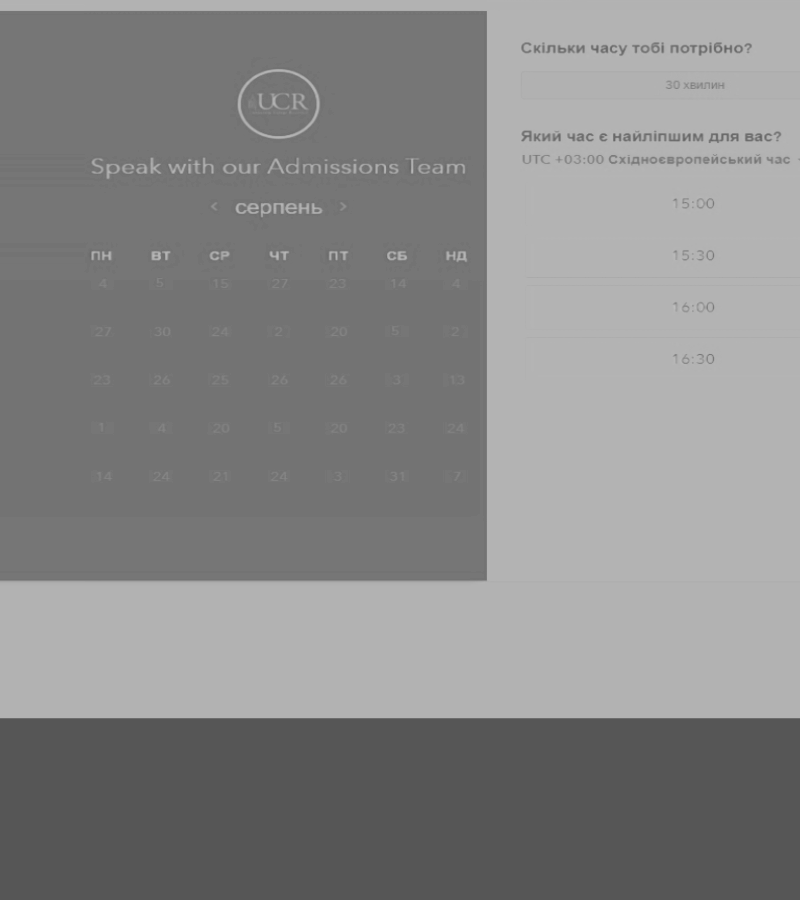 UCR
Speak with our Admissions Team
< серпень >
ПН ВТ СР ЧТ ПТ СБ НД
4 5 15 27 23 14 4
27 30 24 2 20 5 2
23 26 25 26 26 3 13
1 4 20 5 20 23 24
14 24 21 24 3 31 7
Скільки часу тобі потрібно?
30 хвилин
Який час є найліпшим для вас?
UTC +03:00 Східноєвропейський час
15:00
15:30
16:00
16:30